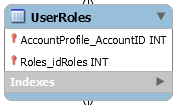 UserRoles
AccountProfile_AccountID INT
Roles_idRoles INT
Indexes